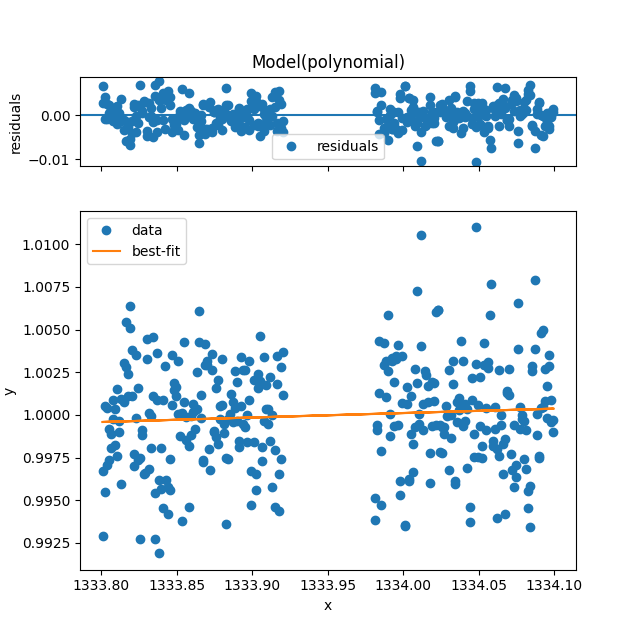 Model(polynomial)
residuals
0.00
−0.01
residuals
y
1.0100
1.0075
1.0050
1.0025
1.0000
0.9975
0.9950
0.9925
data
best-fit
1333.80 1333.85 1333.90 1333.95 1334.00 1334.05 1334.10
x